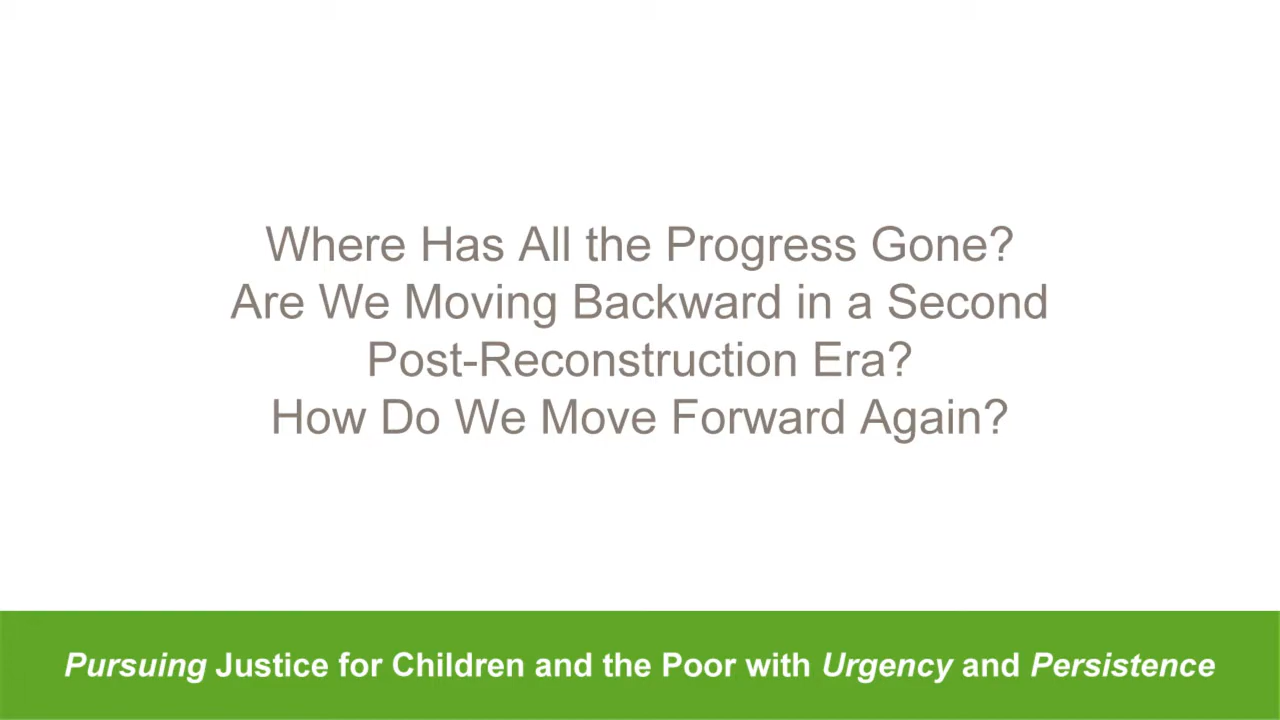 Where Has All the Progress Gone?
Are We Moving Backward in a Second
Post-Reconstruction Era?
How Do We Move Forward Again?
Pursuing Justice for Children and the Poor with Urgency and Persistence